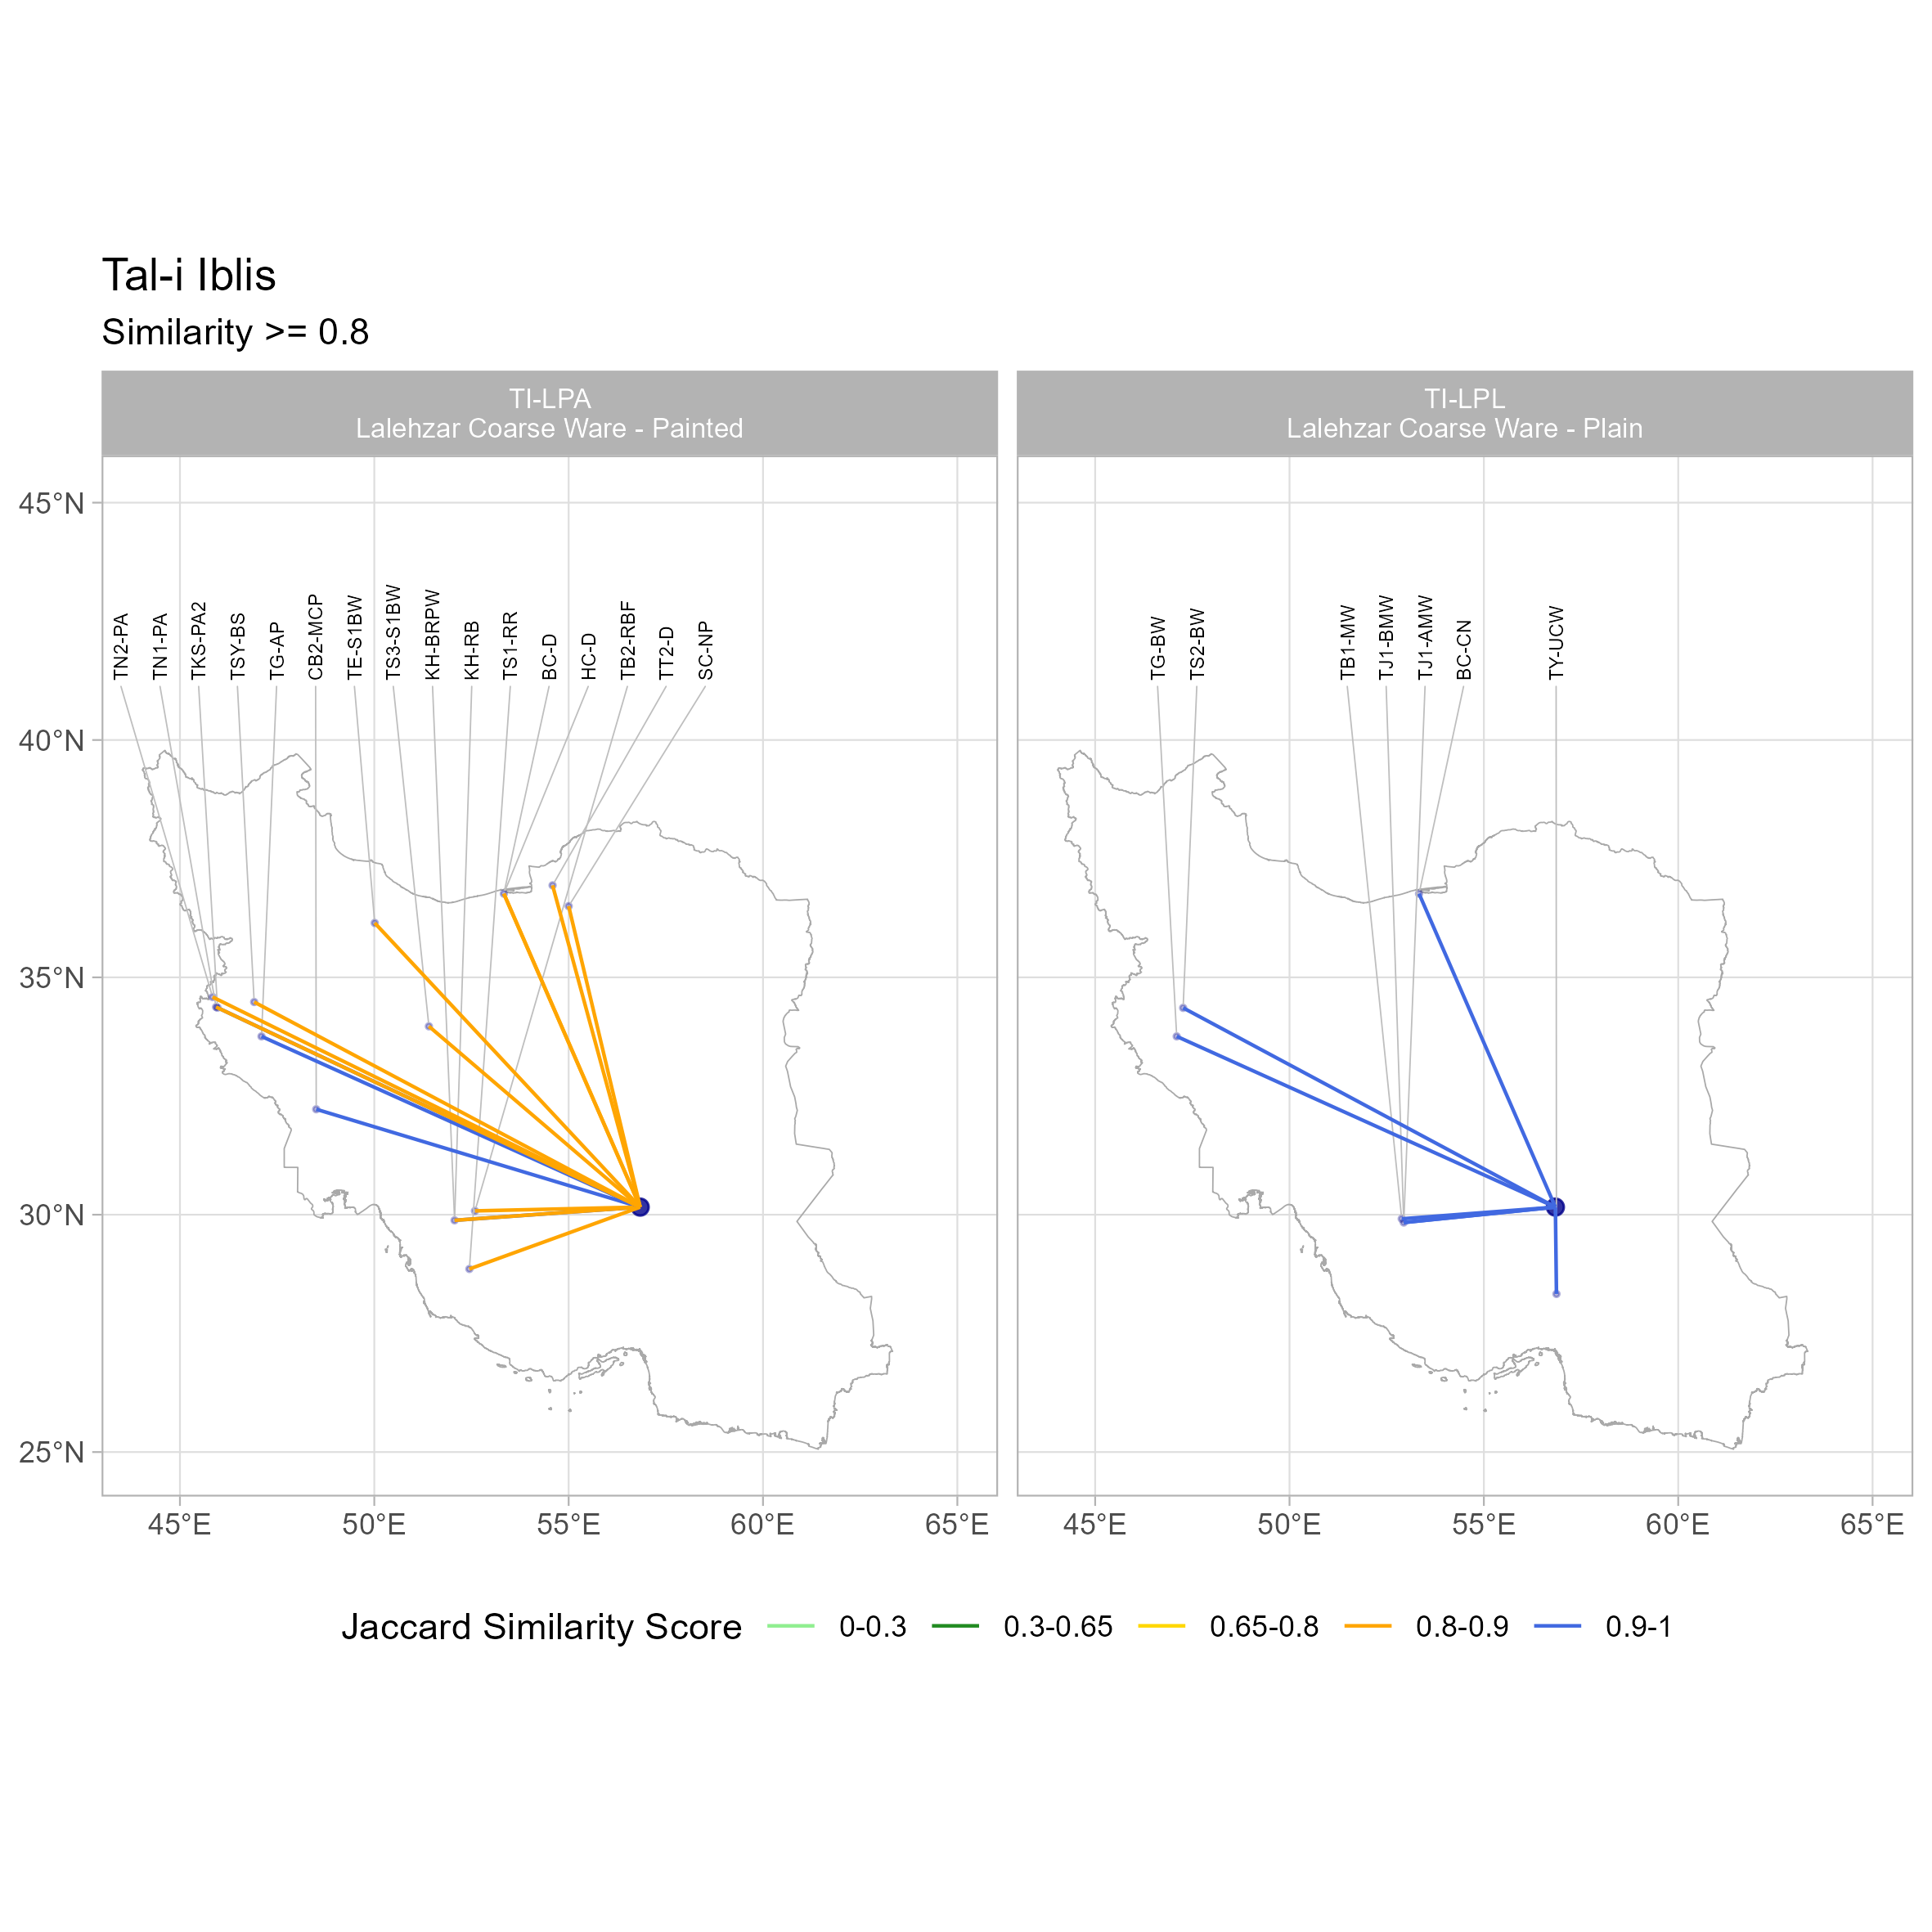 Tal-i Iblis
Similarity >= 0.8
TI-LPA
Lalehzar Coarse Ware - Painted
TI-LPL
Lalehzar Coarse Ware - Plain
45°N
40°N
35°N
30°N
25°N
TN2-PA
TN1-PA
TKS-PA2
TSY-BS
TG-AP
CB2-MCP
TE-S1BW
TS3-S1BW
KH-BRPW
KH-RB
TS1-RR
BC-D
HC-D
TB2-RBF
TT2-D
SC-NP
TG-BW
TS2-BW
TB1-MW
TJ1-BMW
TJ1-AMW
BC-CN
TY-UCW
45°E 50°E 55°E 60°E 65°E
45°E 50°E 55°E 60°E 65°E
Jaccard Similarity Score 0-0.3 0.3-0.65 0.65-0.8 0.8-0.9 0.9-1